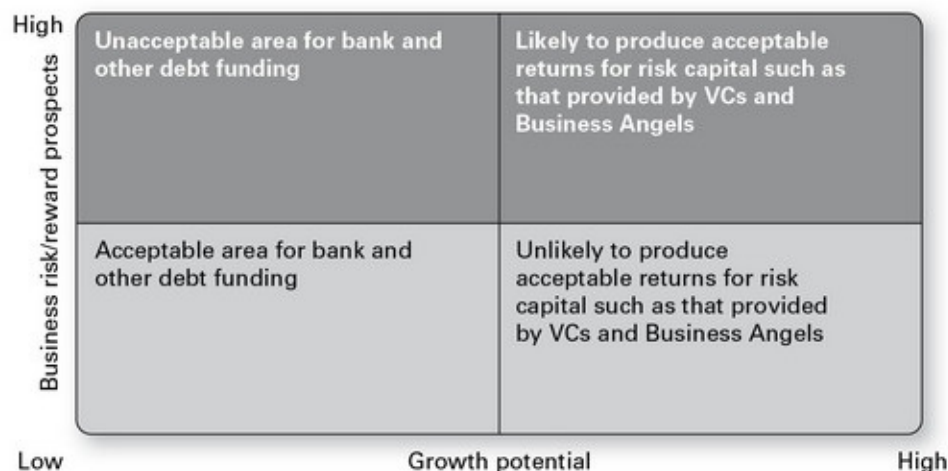 High
Business risk/reward prospects
Unacceptable area for bank and
other debt funding
Likely to produce acceptable
returns for risk capital such as
that provided by VCs and
Business Angels
Acceptable area for bank and
other debt funding
Unlikely to produce
acceptable returns for risk
capital such as that provided
by VCs and Business Angels
Low
Growth potential
High